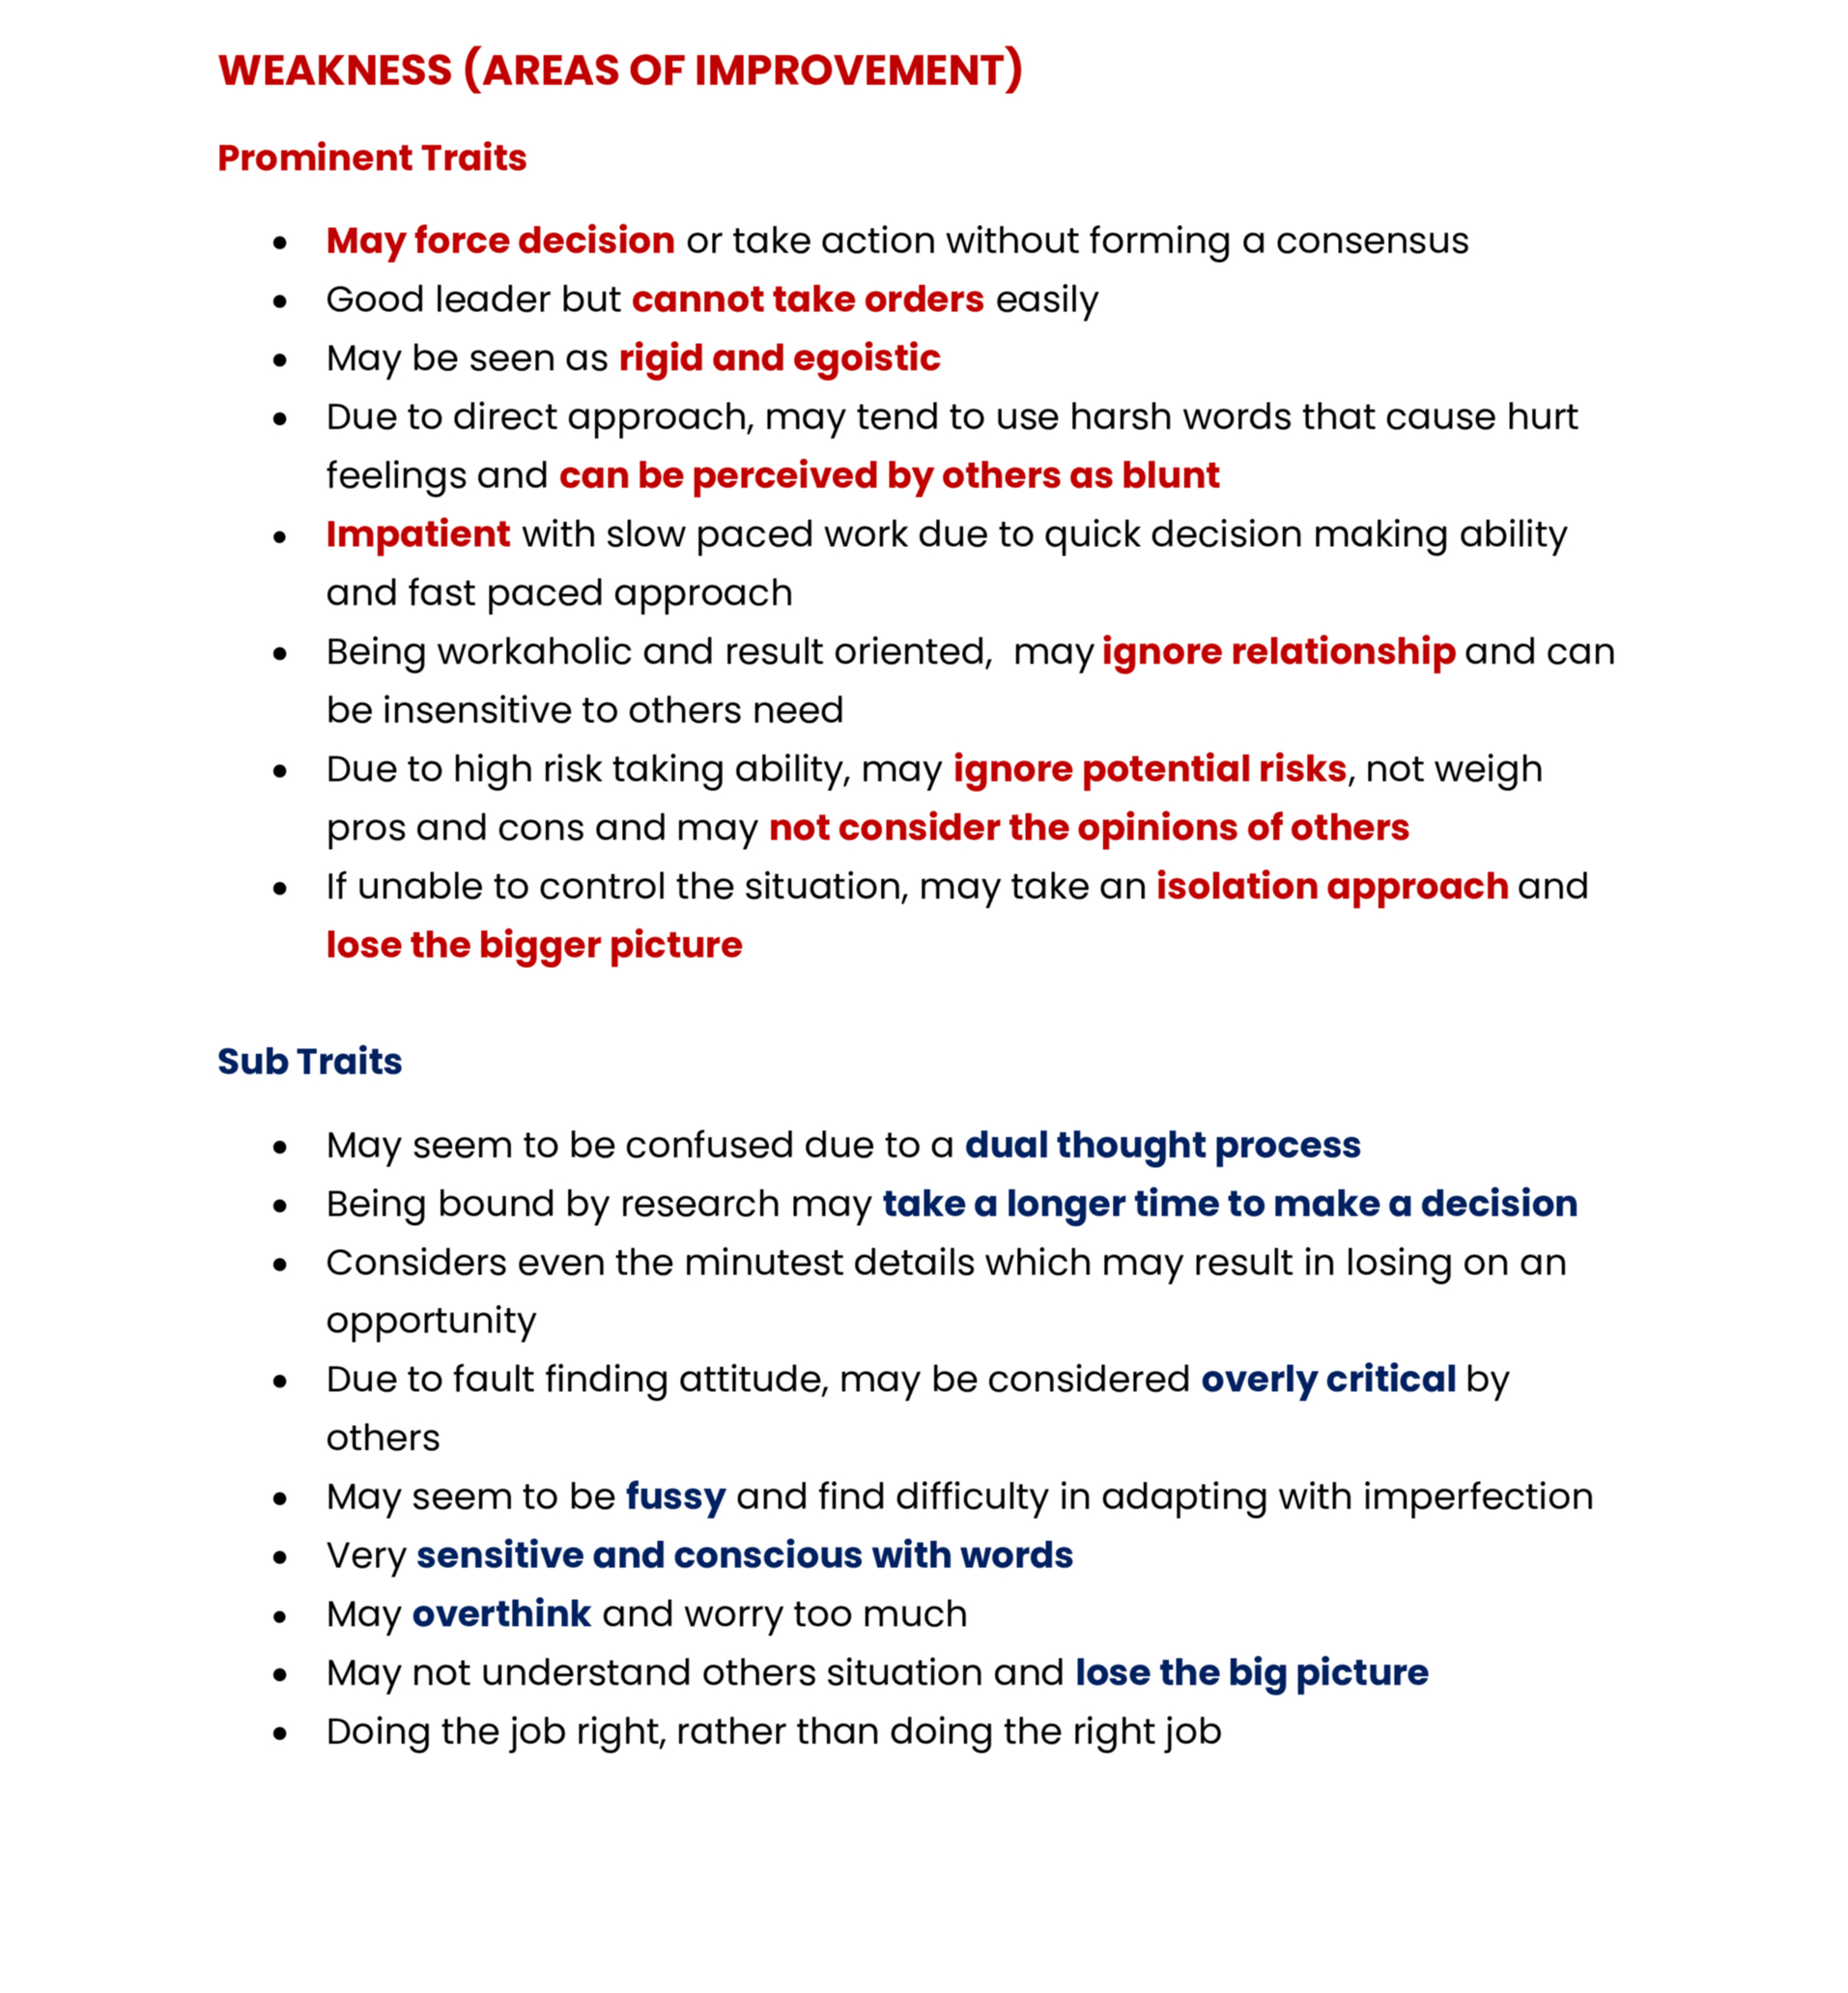 WEAKNESS (AREAS OF IMPROVEMENT)
Prominent Traits
• May force decision or take action without forming a consensus
• Good leader but cannot take orders easily
• May be seen as rigid and egoistic
• Due to direct approach, may tend to use harsh words that cause hurt
feelings and can be perceived by others as blunt
• Impatient with slow paced work due to quick decision making ability
and fast paced approach
• Being workaholic and result oriented,  may ignore relationship and can
be insensitive to others need
• Due to high risk taking ability, may ignore potential risks, not weigh
pros and cons and may not consider the opinions of others
• If unable to control the situation, may take an isolation approach and
lose the bigger picture
Sub Traits
• May seem to be confused due to a dual thought process
• Being bound by research may take a longer time to make a decision
• Considers even the minutest details which may result in losing on an
opportunity
• Due to fault finding attitude, may be considered overly critical by
others
• May seem to be fussy and find difficulty in adapting with imperfection
• Very sensitive and conscious with words
• May overthink and worry too much
• May not understand others situation and lose the big picture
• Doing the job right, rather than doing the right job